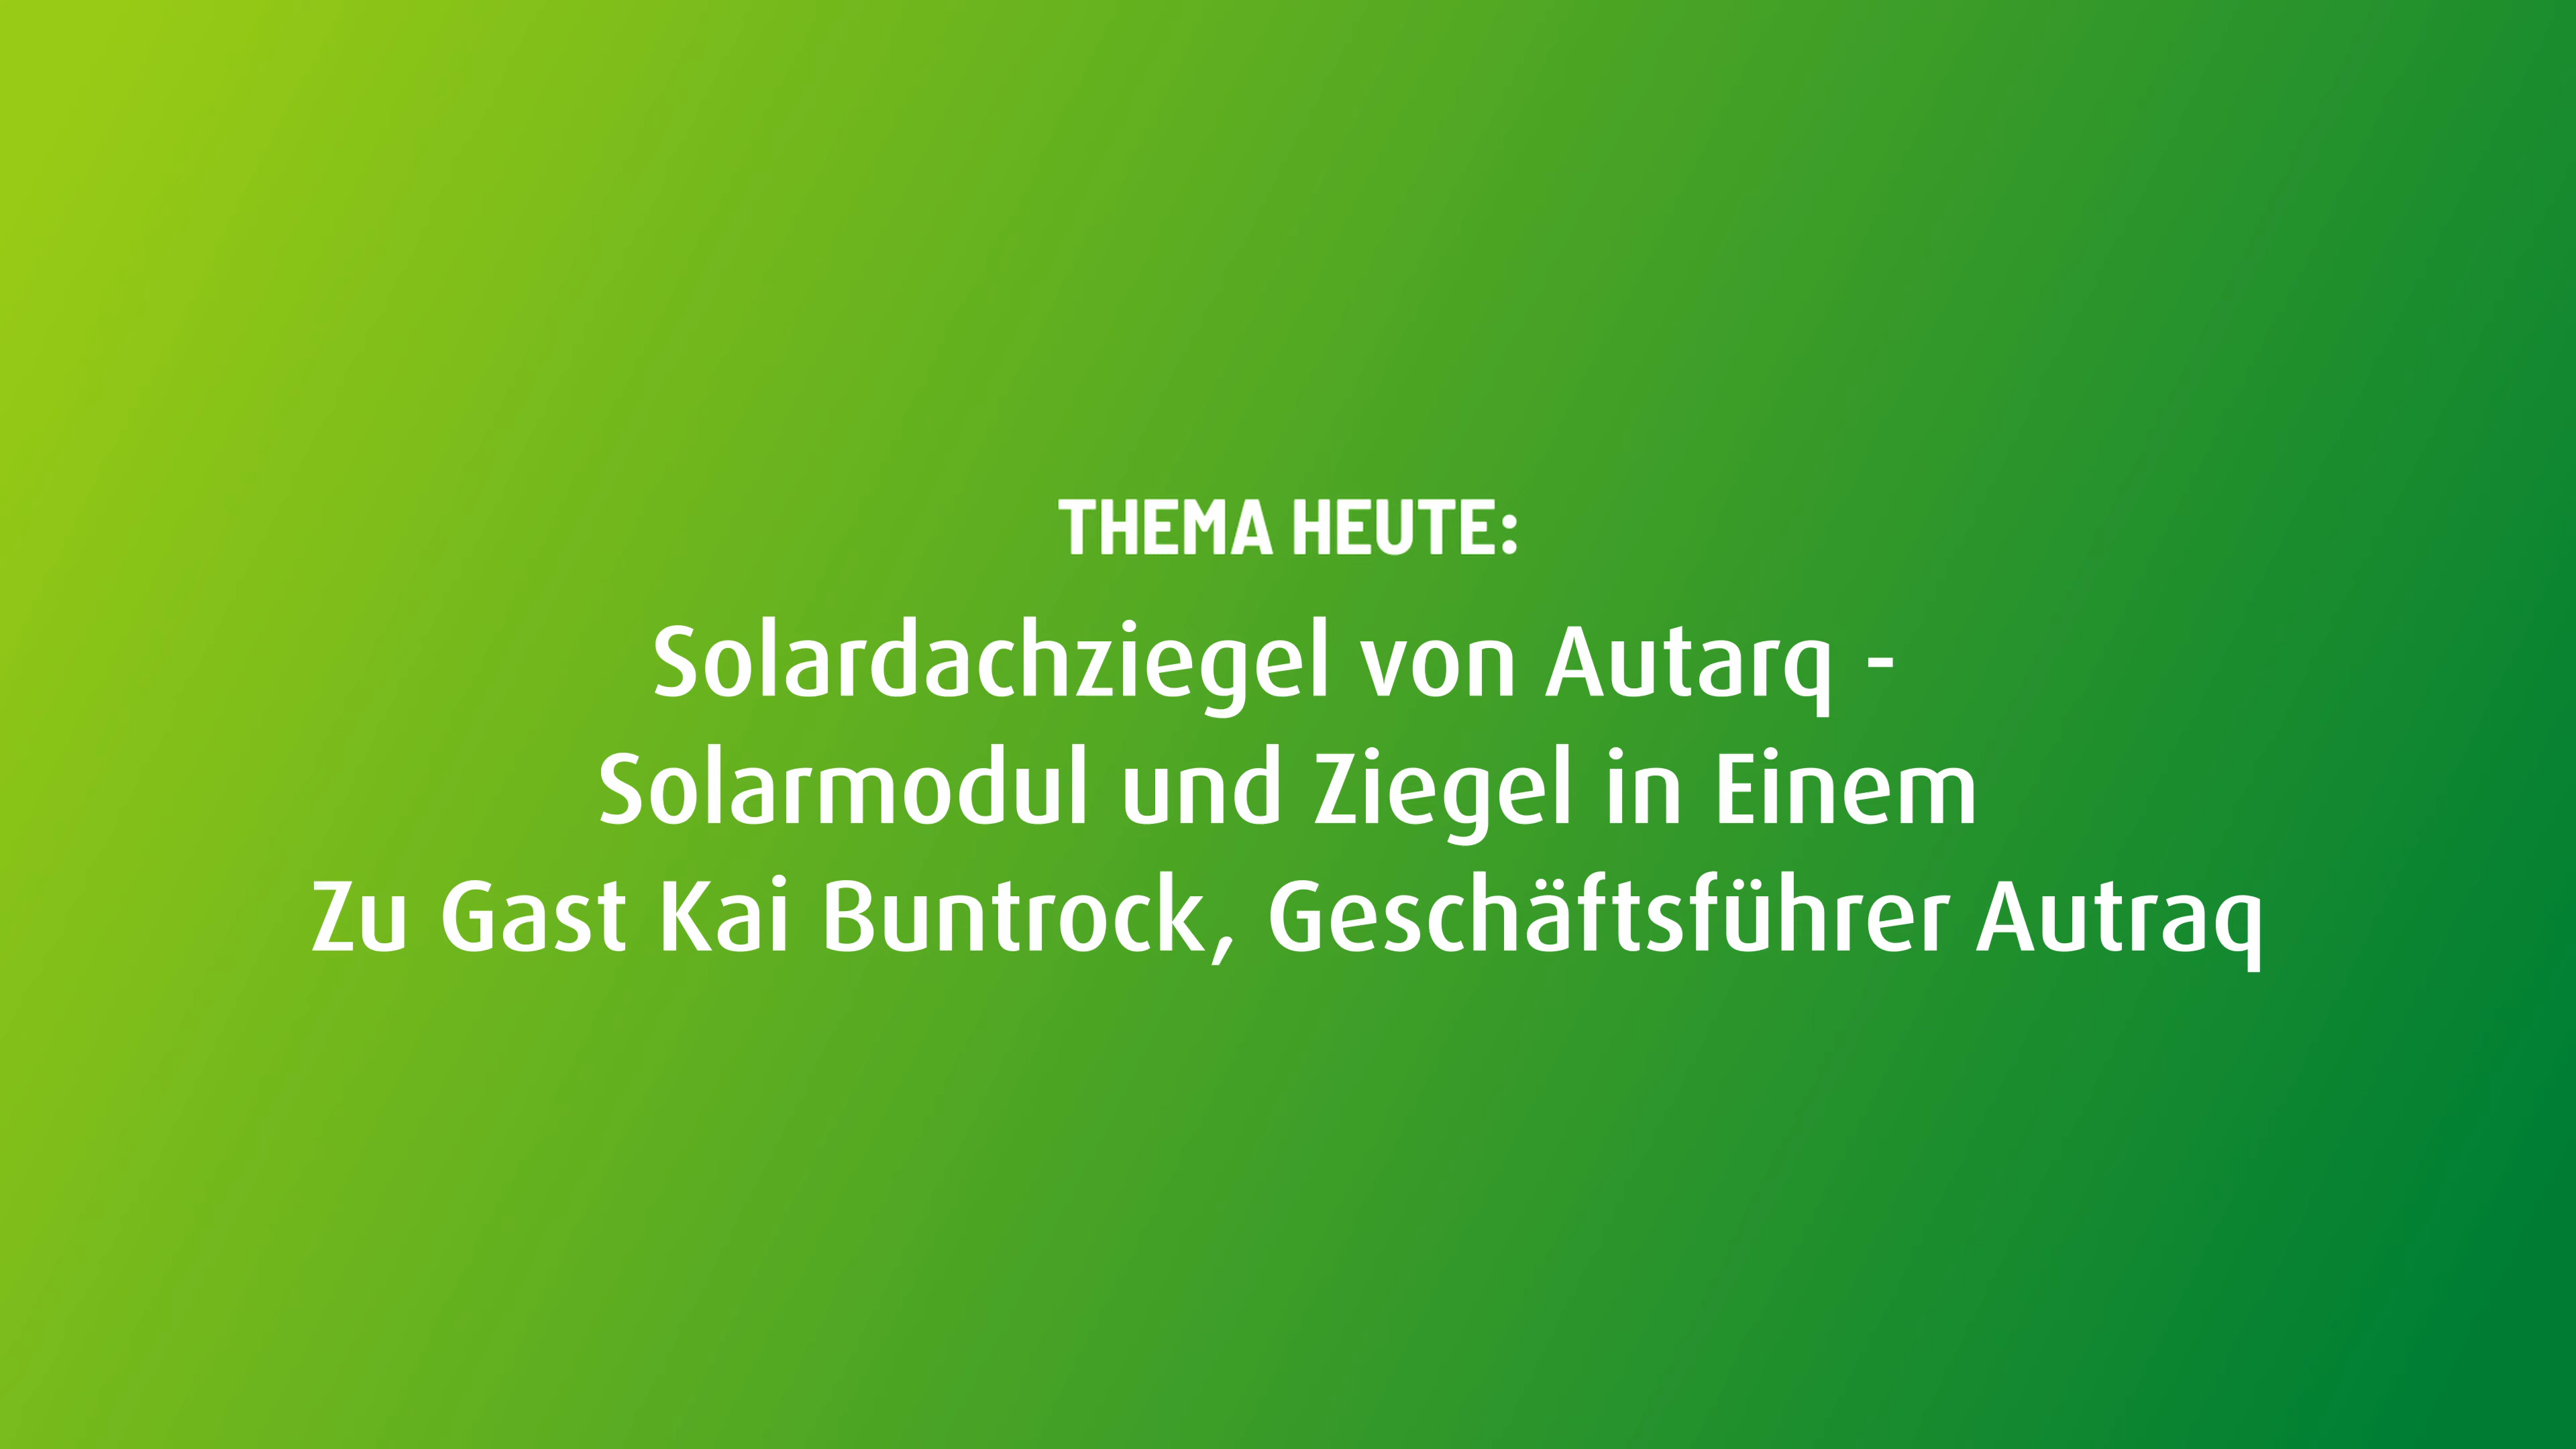 THEMA HEUTE:
Solardachziegel von Autarq -
Solarmodul und Ziegel in Einem
Zu Gast Kai Buntrock, Geschäftsführer Autraq